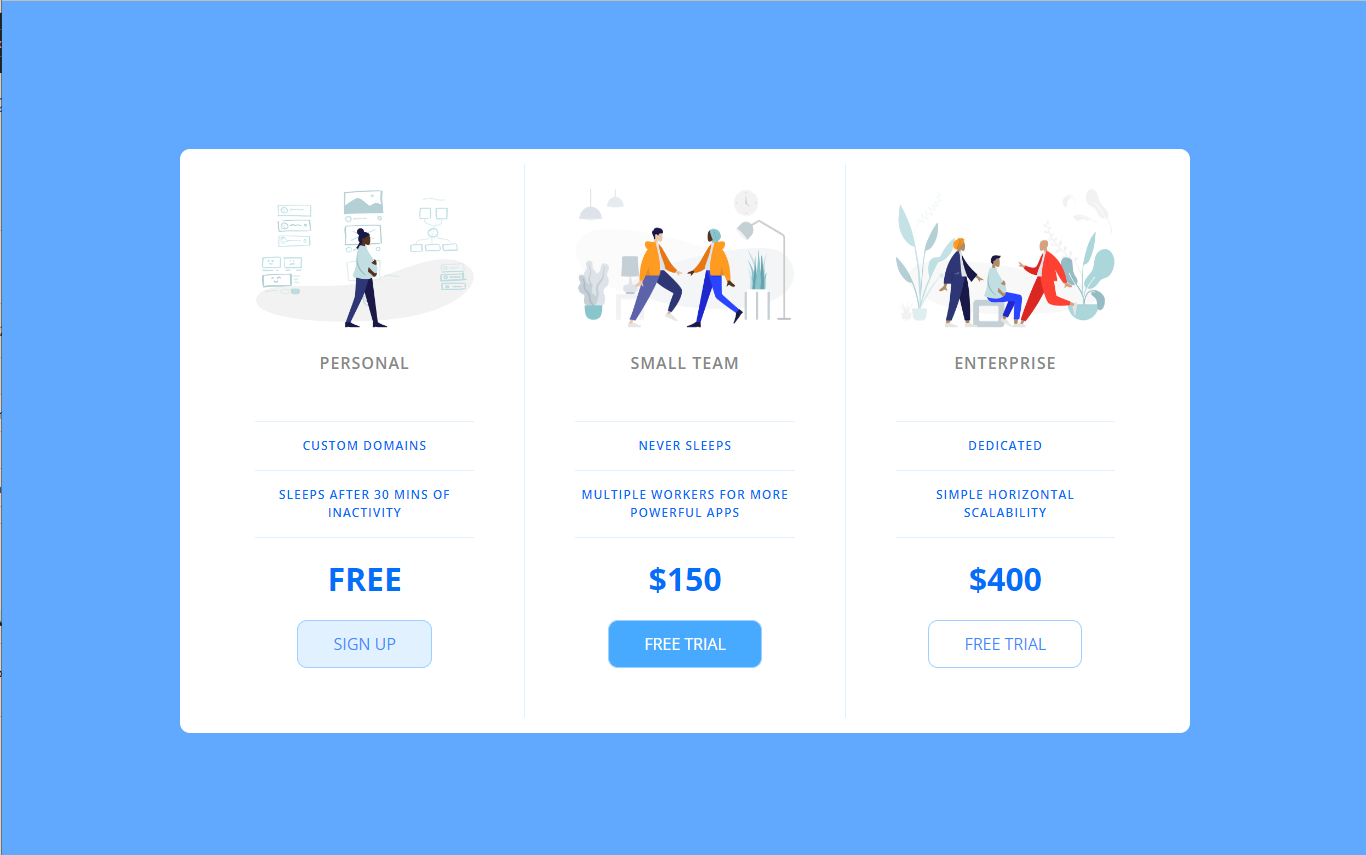 PERSONAL
CUSTOM DOMAINS
SLEEPS AFTER 30 MINS OF
INACTIVITY
FREE
SIGN UP
SMALL TEAM
NEVER SLEEPS
MULTIPLE WORKERS FOR MORE
POWERFUL APPS
$150
FREE TRIAL
ENTERPRISE
DEDICATED
SIMPLE HORIZONTAL
SCALABILITY
$400
FREE TRIAL